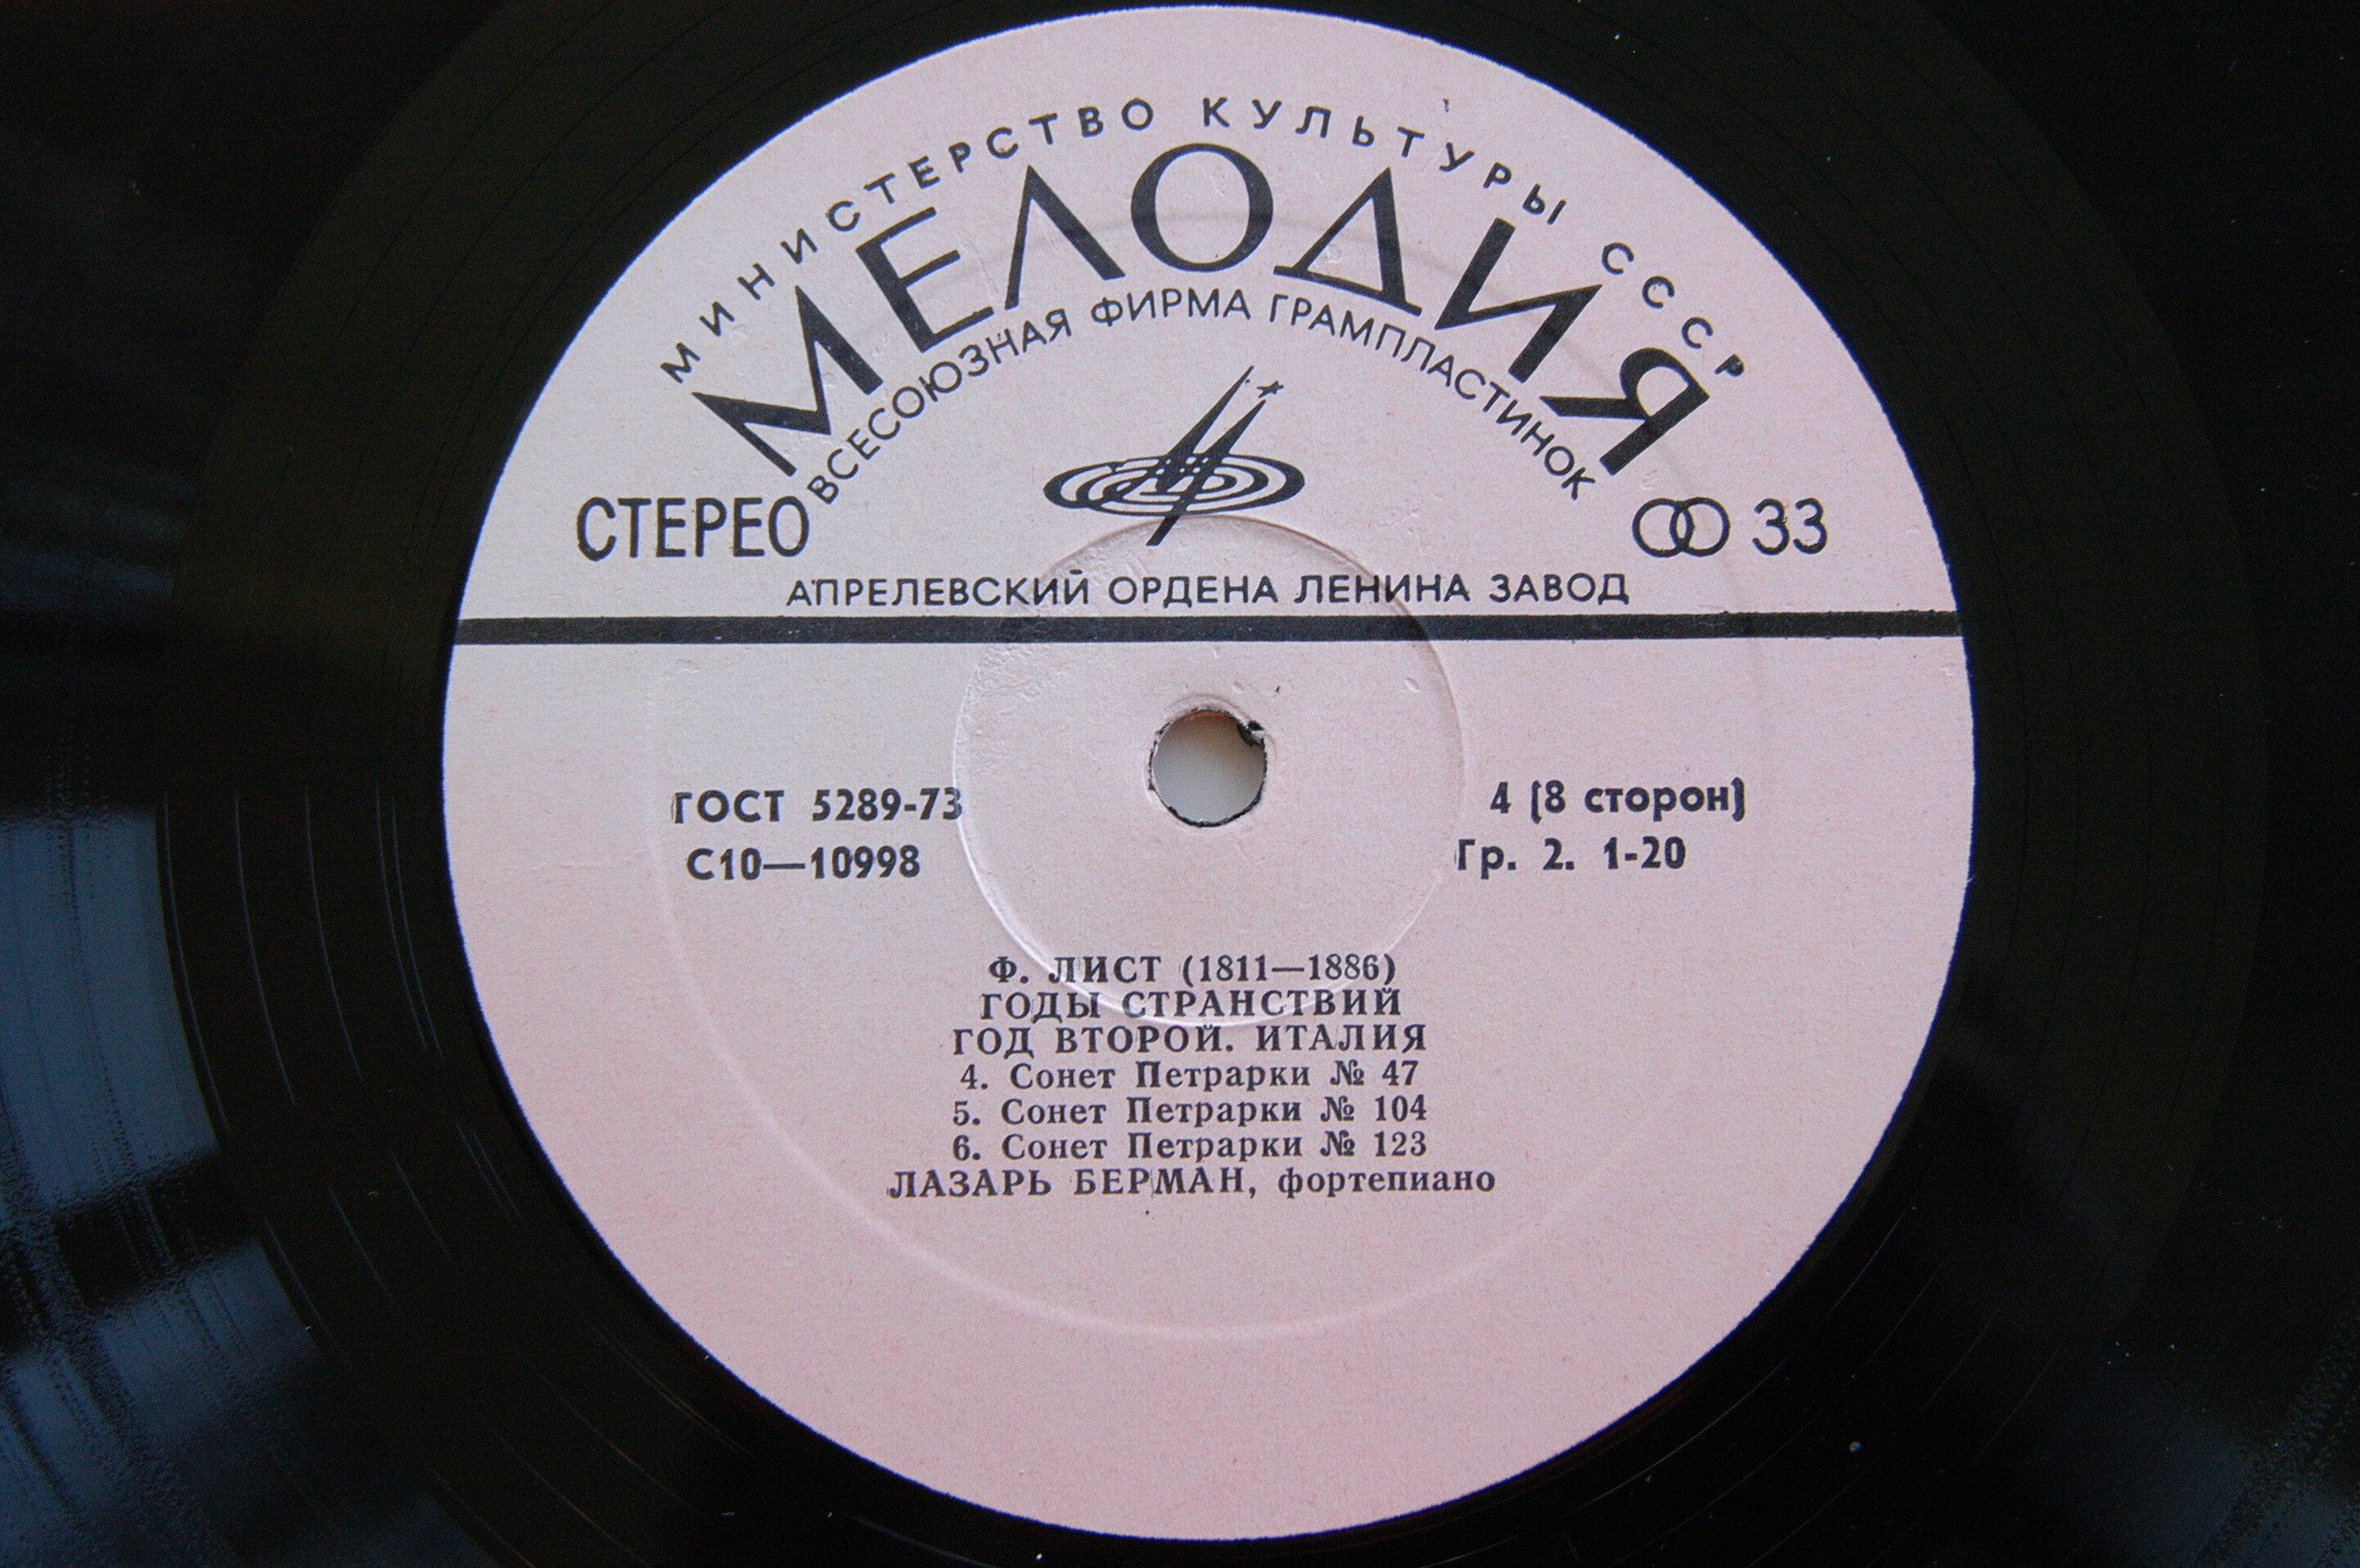 МИНИСТЕРСТВО КУЛЬТУРЫ СССР
МЕЛОДИЯ
ВСЕСОЮЗНАЯ ФИРМА ГРАМПЛАСТИНОК
СТЕРЕО
33
АПРЕЛЕВСКИЙ ОРДЕНА ЛЕНИНА ЗАВОД
ГОСТ 5289-73
С10—10998
4 (8 сторон)
Гр. 2. 1-20
Ф. ЛИСТ (1811—1886)
ГОДЫ СТРАНСТВИЙ
ГОД ВТОРОЙ. ИТАЛИЯ
4. Сонет Петрарки № 47
5. Сонет Петрарки № 104
6. Сонет Петрарки № 123
ЛАЗАРЬ БЕРМАН, фортепиано